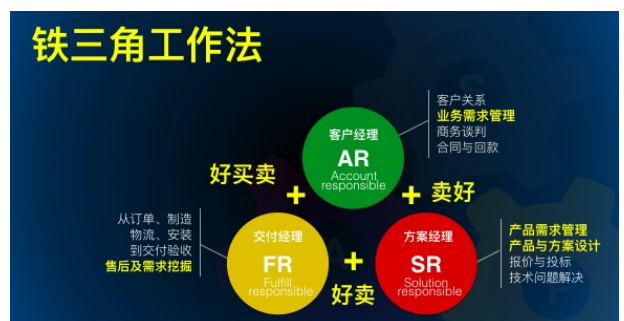 铁三角工作法
客户关系
业务需求管理
商务谈判
合同与回款
客户经理
AR
Account
responsible
好买卖
+
+
卖好
从订单、制造
物流、安装
到交付验收
售后及需求挖掘
交付经理
FR
Fulfill
responsible
+
好卖
方案经理
SR
Solution
responsible
产品需求管理
产品与方案设计
报价与投标
技术问题解决